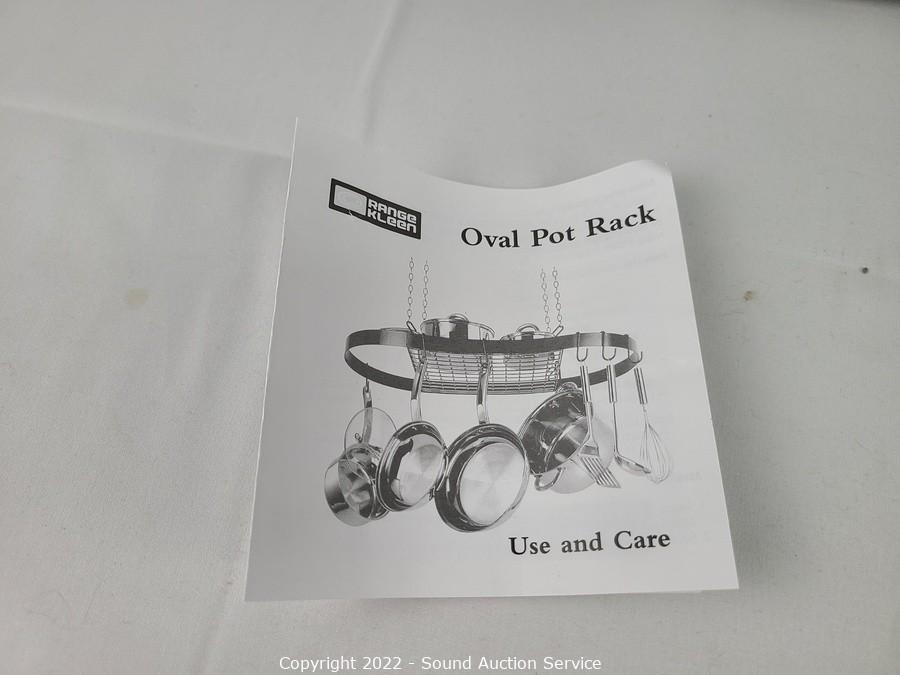 RANGE
KLEEN
Oval Pot Rack
Use and Care
Copyright 2022 - Sound Auction Service